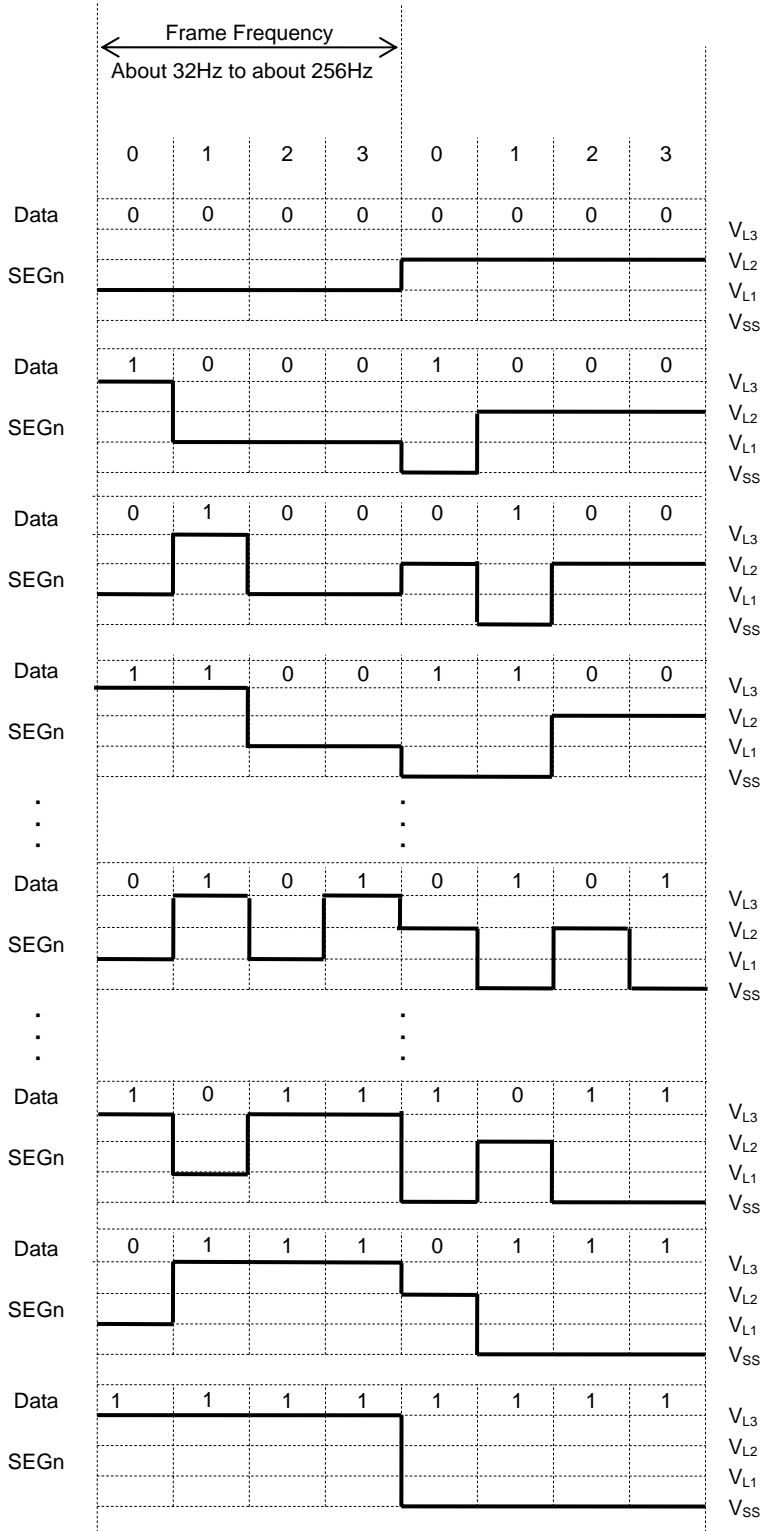 Frame Frequency
About 32Hz to about 256Hz
0 1 2 3 0 1 2 3
Data 0 0 0 0 0 0 0 0
SEGn
VL3
VL2
VL1
VSS
Data 1 0 0 0 1 0 0 0
SEGn
VL3
VL2
VL1
VSS
Data 0 1 0 0 0 1 0 0
SEGn
VL3
VL2
VL1
VSS
Data 1 1 0 0 1 1 0 0
SEGn
VL3
VL2
VL1
VSS
Data 0 1 0 1 0 1 0 1
SEGn
VL3
VL2
VL1
VSS
Data 1 0 1 1 1 0 1 1
SEGn
VL3
VL2
VL1
VSS
Data 0 1 1 1 0 1 1 1
SEGn
VL3
VL2
VL1
VSS
Data 1 1 1 1 1 1 1 1
SEGn
VL3
VL2
VL1
VSS